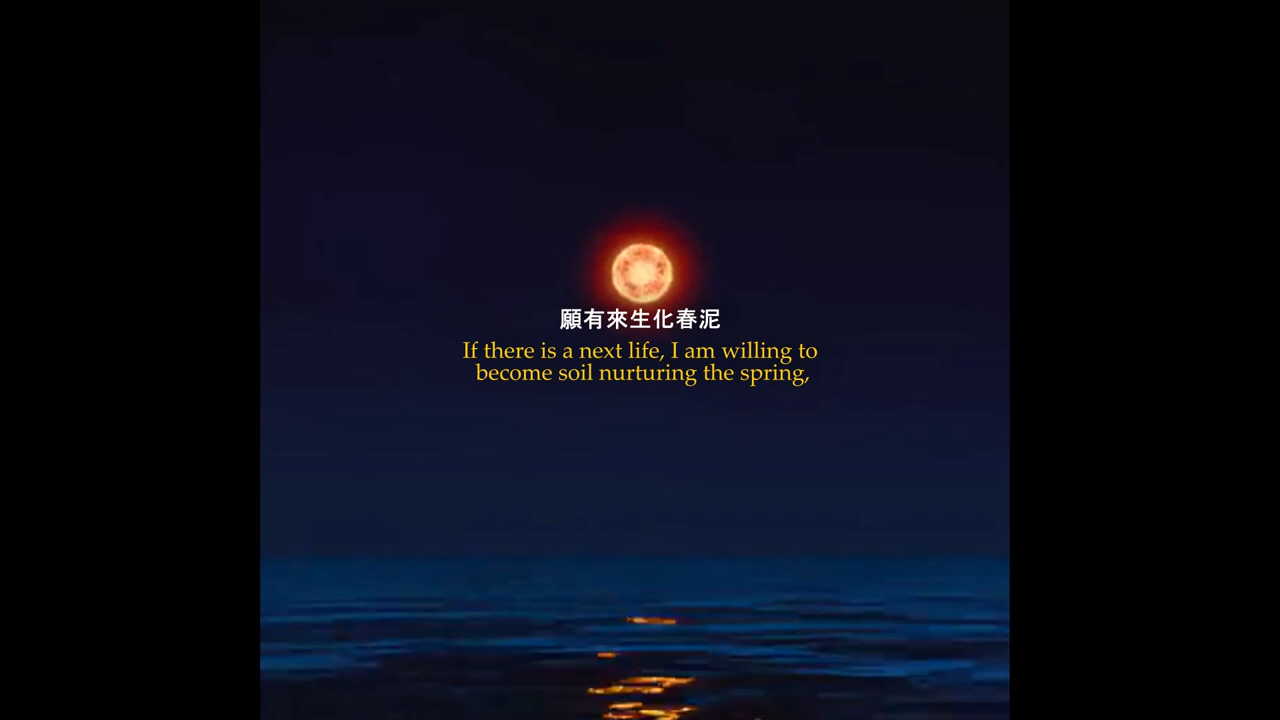 願有來生化春泥
If there is a next life, I am willing to
become soil nurturing the spring,